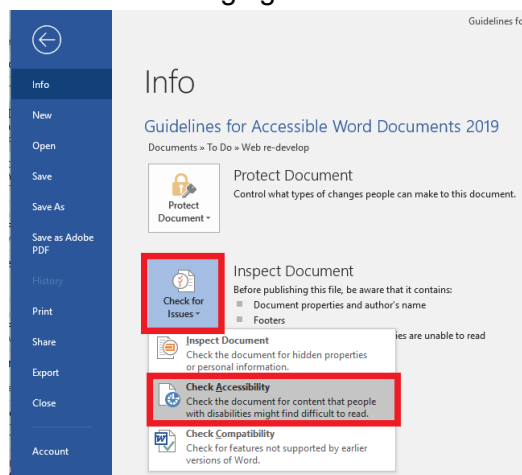 Guidelines fo
Info
Info
New
Guidelines for Accessible Word Documents 2019
Open
Documents » To Do » Web re-develop
Save
Protect Document
Control what types of changes people can make to this document.
Protect
Document
Save As
Save as Adobe
PDF
History
Inspect Document
Before publishing this file, be aware that it contains:
Check for
Issues
Document properties and author's name
Footers
Print
ies are unable to read
Share
Inspect Document
Check the document for hidden properties
or personal information.
Export
Check Accessibility
Check the document for content that people
with disabilities might find difficult to read.
Close
Check Compatibility
Check for features not supported by earlier
versions of Word.
Account